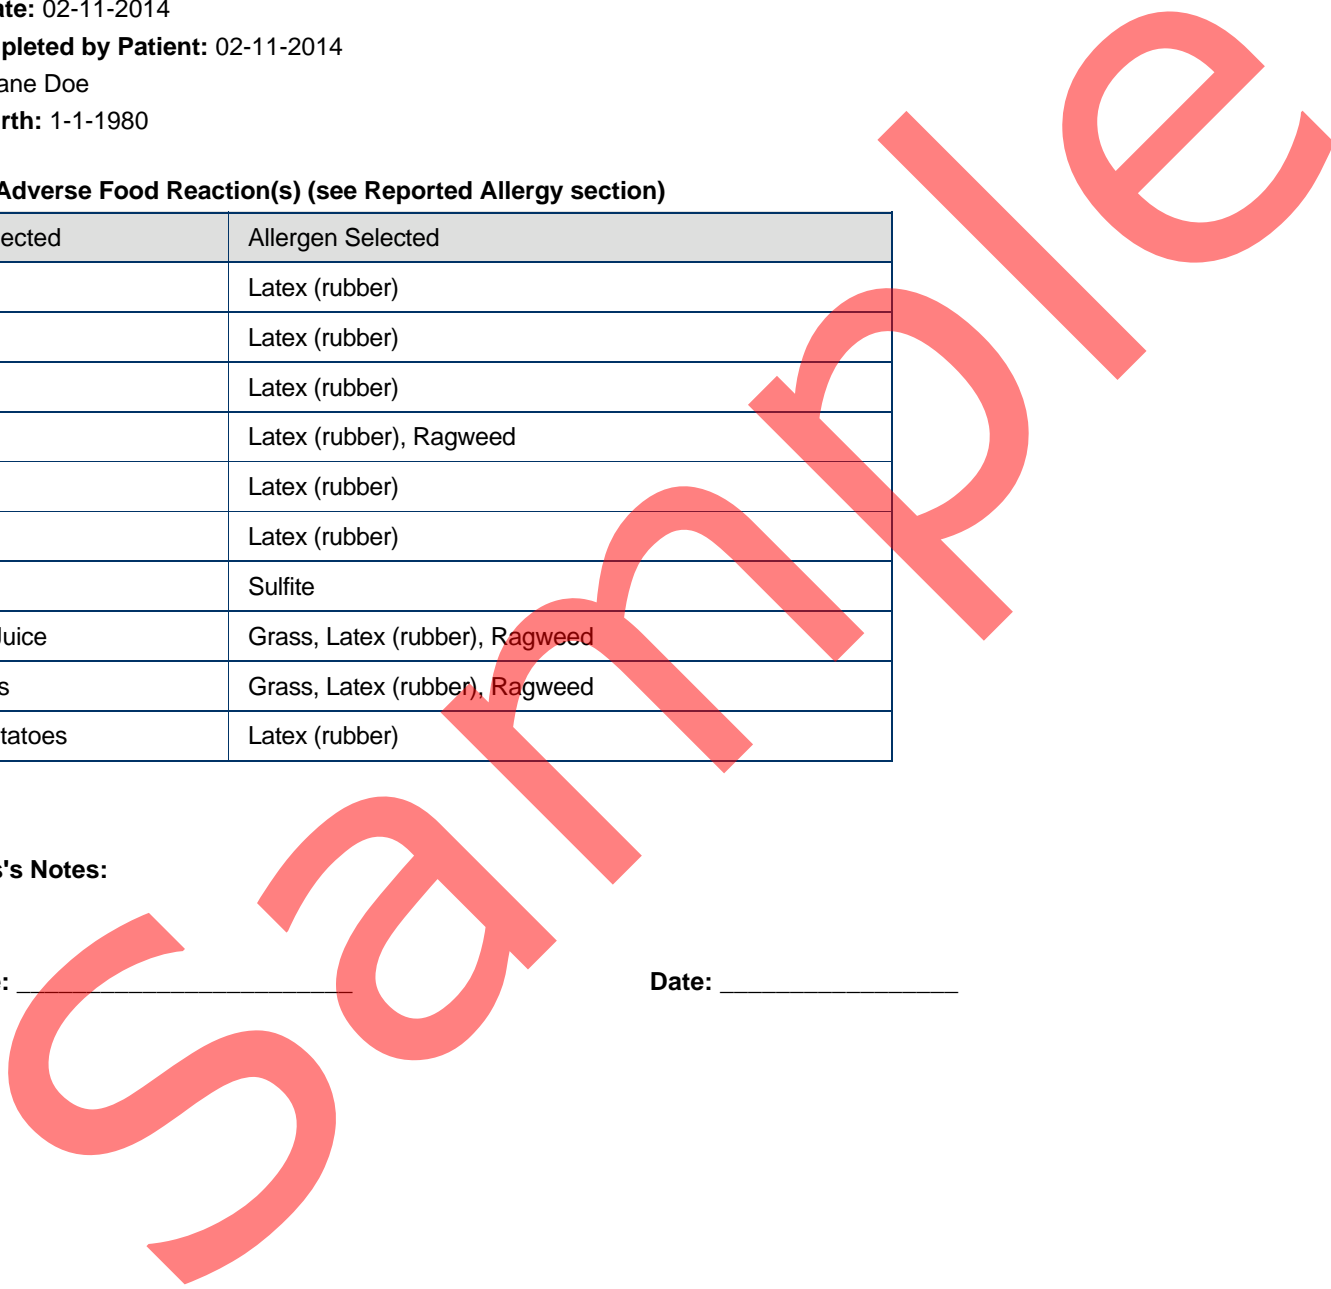 ate: 02-11-2014
pleted by Patient: 02-11-2014
ane Doe
rth: 1-1-1980
Adverse Food Reaction(s) (see Reported Allergy section)
ected Allergen Selected
Latex (rubber)
Latex (rubber)
Latex (rubber)
Latex (rubber), Ragweed
Latex (rubber)
Latex (rubber)
Sulfite
Juice Grass, Latex (rubber), Ragweed
s Grass, Latex (rubber), Ragweed
tatoes Latex (rubber)
s's Notes:
: ________________________ Date: _________________
Sample